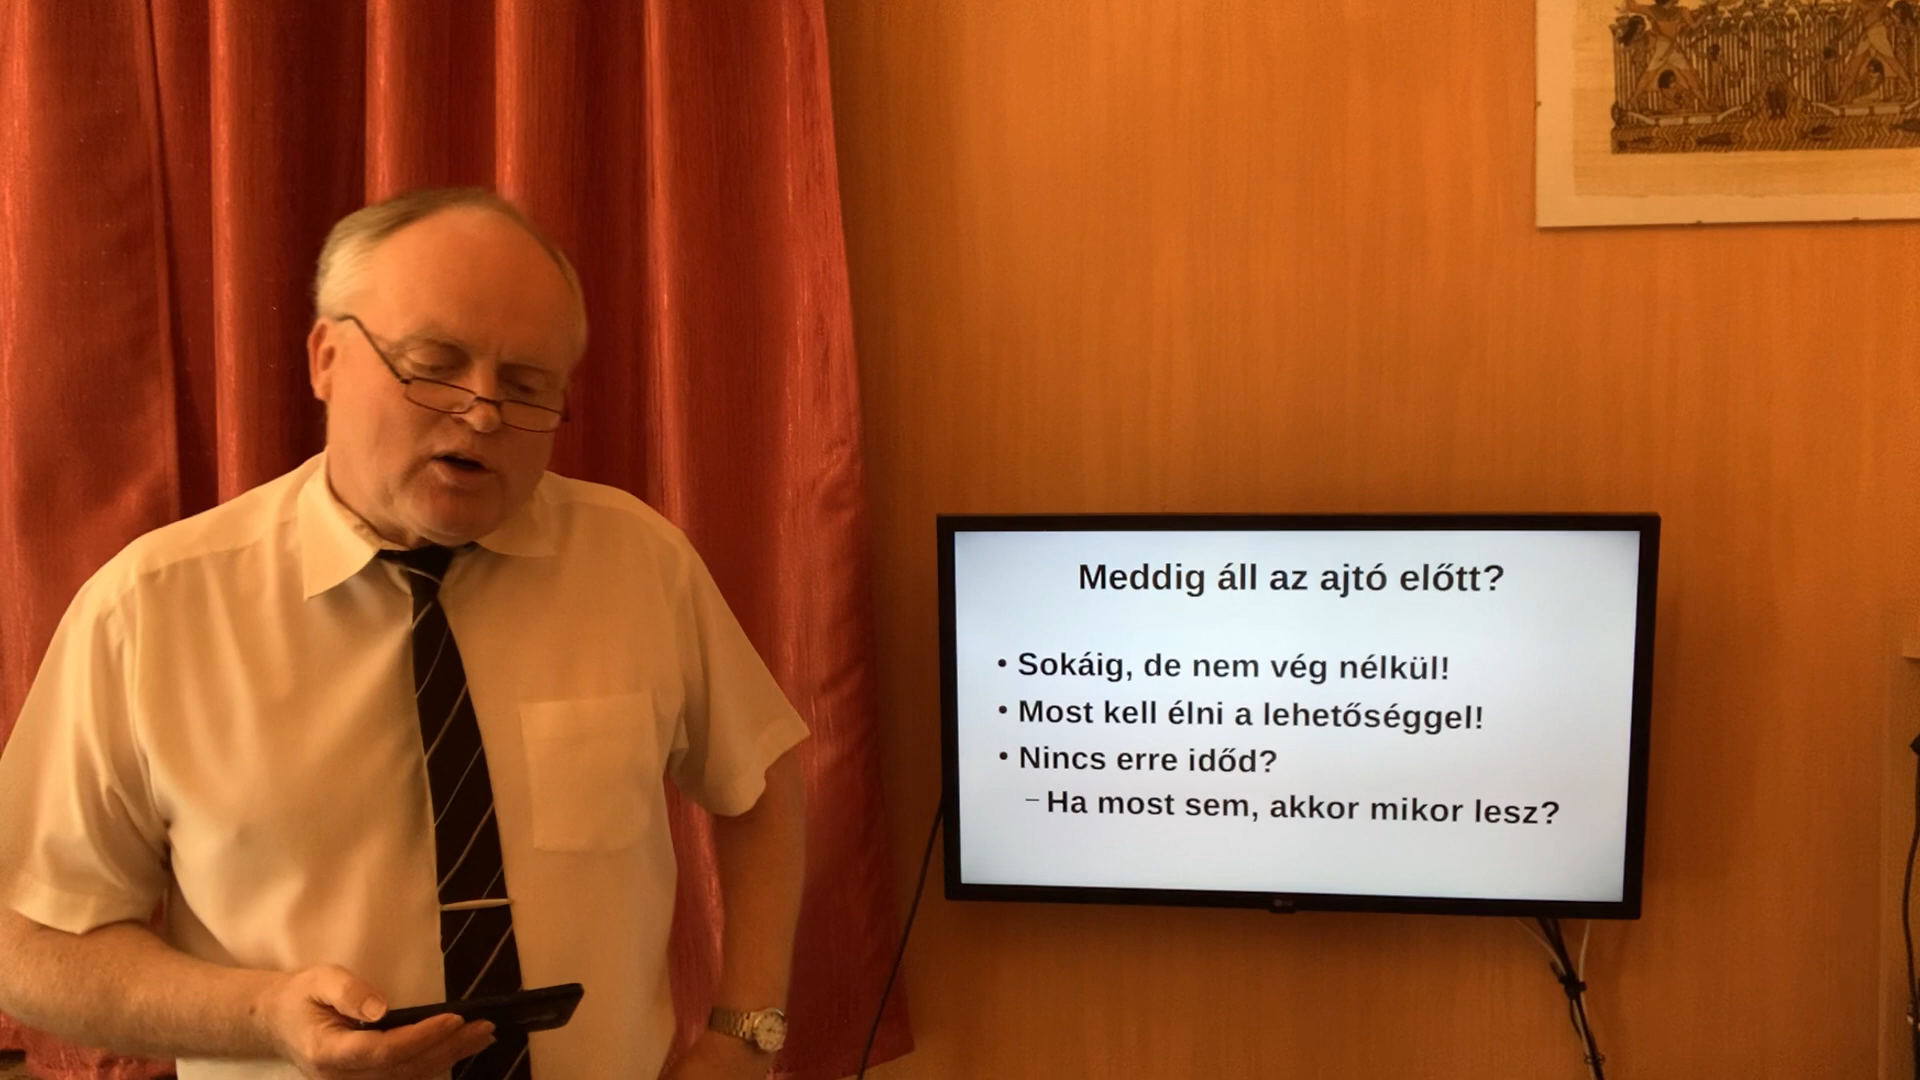 Meddig áll az ajtó előtt?
• Sokáig, de nem vég nélkül!
• Most kell élni a lehetőséggel!
• Nincs erre időd?
– Ha most sem, akkor mikor lesz?
LG